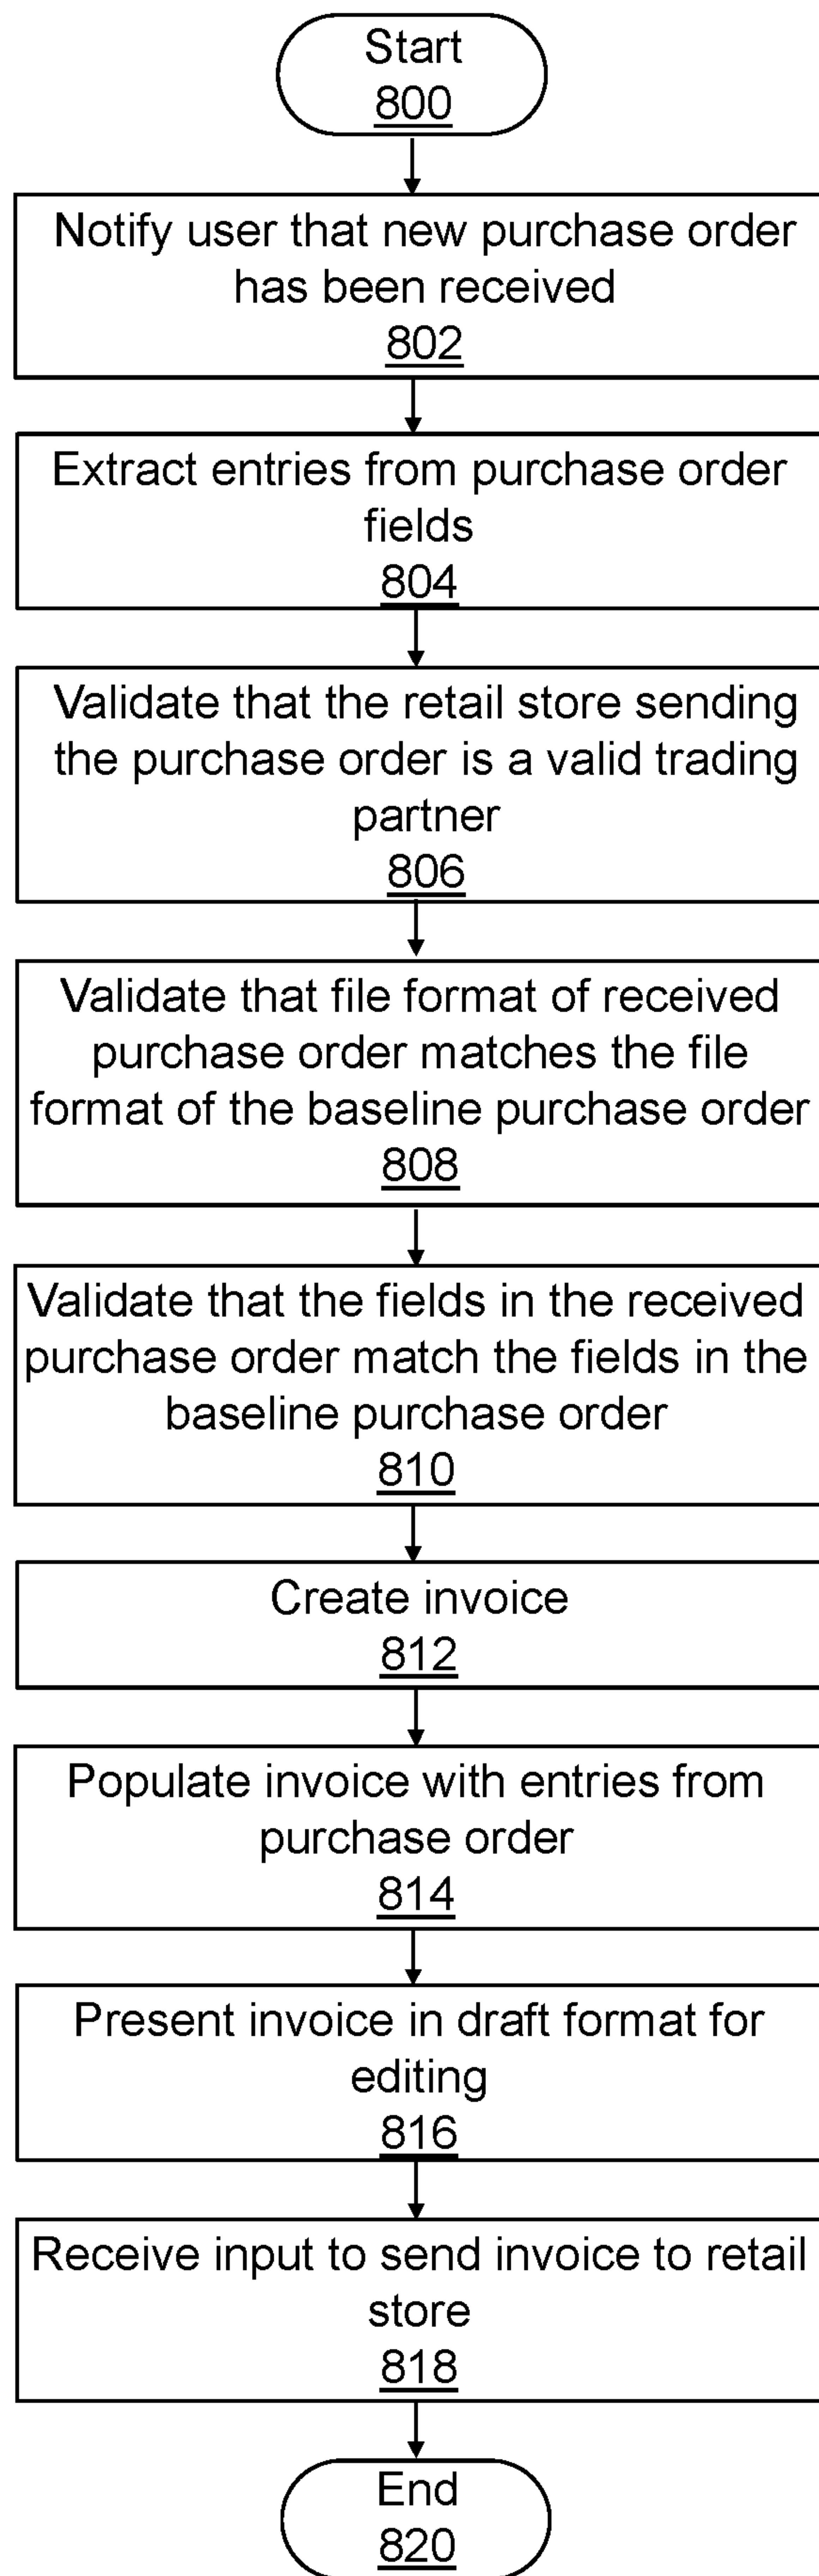 Start
800
Notify user that new purchase order
has been received
802
Extract entries from purchase order
fields
804
Validate that the retail store sending
the purchase order is a valid trading
partner
806
Validate that file format of received
purchase order matches the file
format of the baseline purchase order
808
Validate that the fields in the received
purchase order match the fields in the
baseline purchase order
810
Create invoice
812
Populate invoice with entries from
purchase order
814
Present invoice in draft format for
editing
816
Receive input to send invoice to retail
store
818
End
820